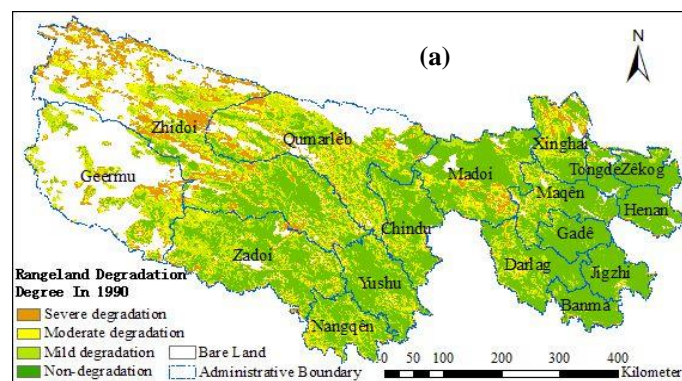 (a)
N
Zhidoi
Qumarlêb
Xinghai
Geermu
Madoi
Tongde
Zêkog
Maqên
Henan
Chindu
Gadê
Zadoi
Darlag
Jigzhi
Yushu
Banma
Nangqên
Rangeland Degradation
Degree In 1990
Severe degradation
Moderate degradation
Mild degradation
Bare Land
Non-degradation
Administrative Boundary
0 50 100 200 300 400
Kilometer